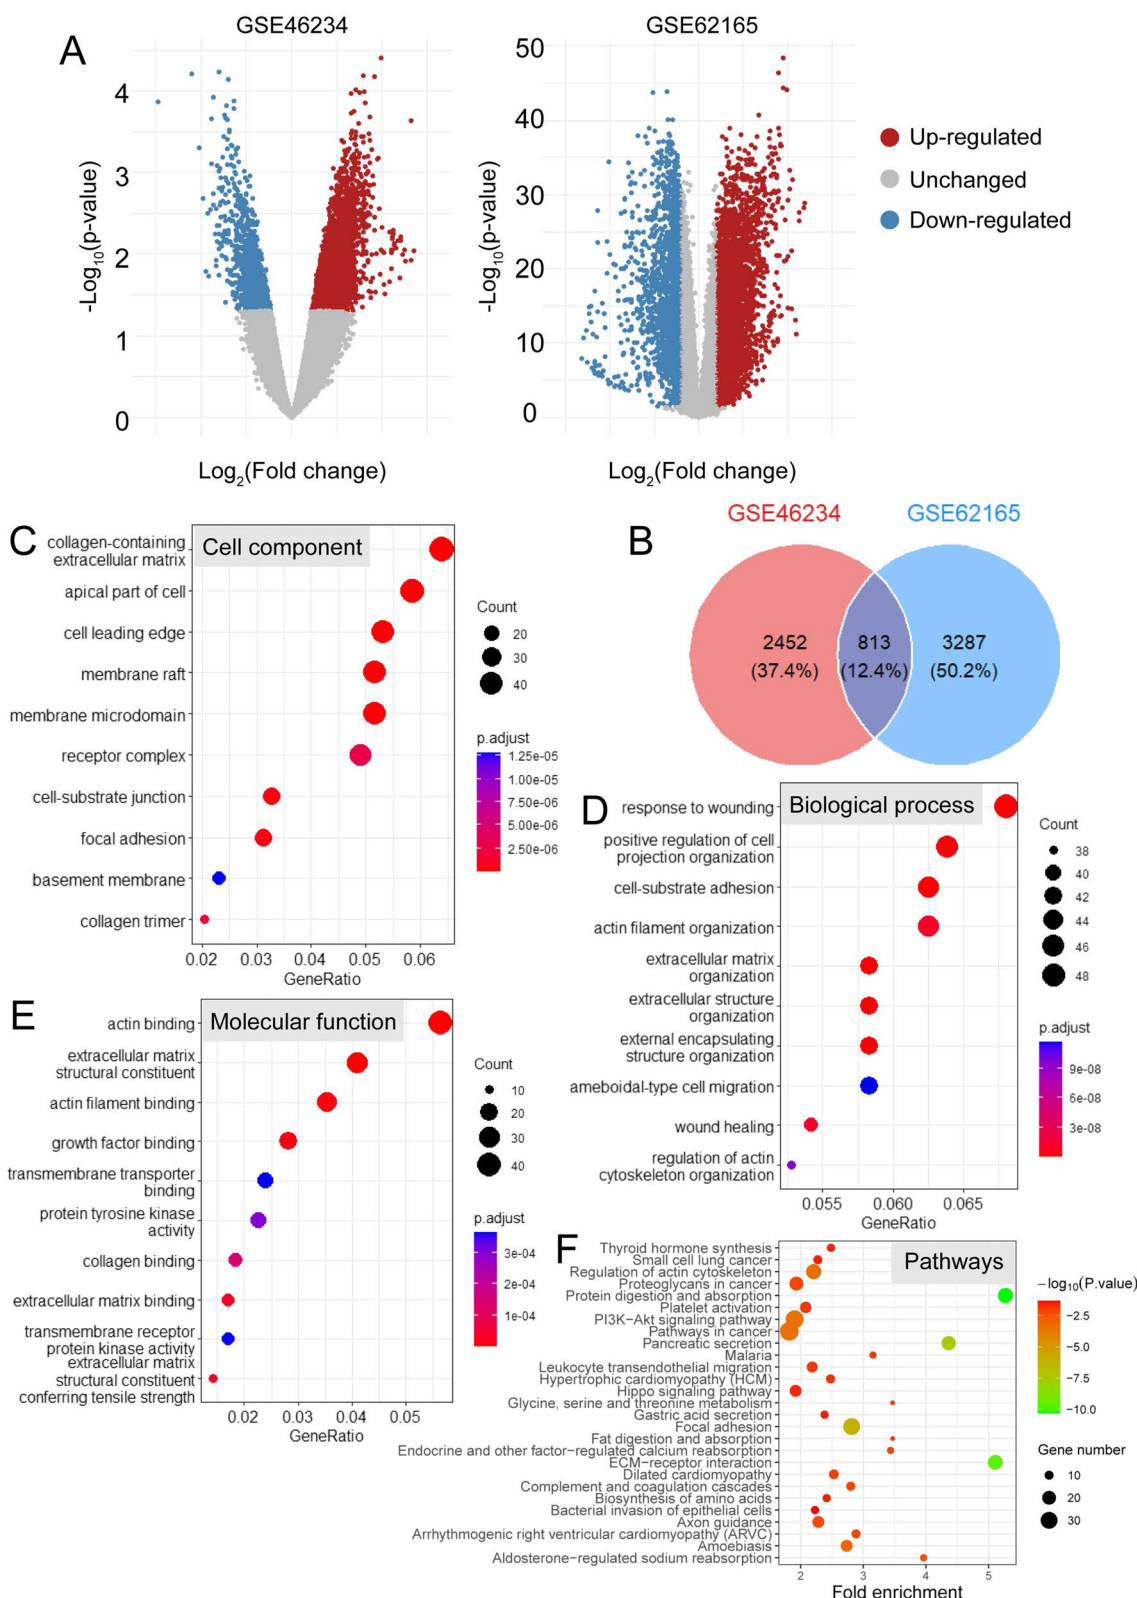 A
GSE46234
GSE62165
-Log10(p-value)
4
3
2
1
0
Log2(Fold change)
-Log10(p-value)
50
40
30
20
10
0
Log2(Fold change)
Up-regulated
Unchanged
Down-regulated
B
GSE46234
GSE62165
2452
(37.4%)
813
(12.4%)
3287
(50.2%)
C
Cell component
collagen-containing
extracellular matrix
apical part of cell
cell leading edge
membrane raft
membrane microdomain
receptor complex
cell-substrate junction
focal adhesion
basement membrane
collagen trimer
0.02 0.03 0.04 0.05 0.06
GeneRatio
Count
20
30
40
p.adjust
1.25e-05
1.00e-05
7.50e-06
5.00e-06
2.50e-06
D
Biological process
response to wounding
positive regulation of cell
projection organization
cell-substrate adhesion
actin filament organization
extracellular matrix
organization
extracellular structure
organization
external encapsulating
structure organization
ameboidal-type cell migration
wound healing
regulation of actin
cytoskeleton organization
0.055 0.060 0.065
GeneRatio
Count
38
40
42
44
46
48
p.adjust
9e-08
6e-08
3e-08
E
Molecular function
actin binding
extracellular matrix
structural constituent
actin filament binding
growth factor binding
transmembrane transporter
binding
protein tyrosine kinase
activity
collagen binding
extracellular matrix binding
transmembrane receptor
protein kinase activity
extracellular matrix
structural constituent
conferring tensile strength
0.02 0.03 0.04 0.05
GeneRatio
Count
10
20
30
40
p.adjust
3e-04
2e-04
1e-04
F
Pathways
Thyroid hormone synthesis
Small cell lung cancer
Regulation of actin cytoskeleton
Proteoglycans in cancer
Protein digestion and absorption
Platelet activation
PI3K−Akt signaling pathway
Pathways in cancer
Pancreatic secretion
Malaria
Leukocyte transendothelial migration
Hypertrophic cardiomyopathy (HCM)
Hippo signaling pathway
Glycine, serine and threonine metabolism
Gastric acid secretion
Focal adhesion
Fat digestion and absorption
Endocrine and other factor−regulated calcium reabsorption
ECM−receptor interaction
Dilated cardiomyopathy
Complement and coagulation cascades
Biosynthesis of amino acids
Bacterial invasion of epithelial cells
Axon guidance
Arrhythmogenic right ventricular cardiomyopathy (ARVC)
Amoebiasis
Aldosterone−regulated sodium reabsorption
2 3 4 5
Fold enrichment
−log10(P.value)
−2.5
−5.0
−7.5
−10.0
Gene number
10
20
30